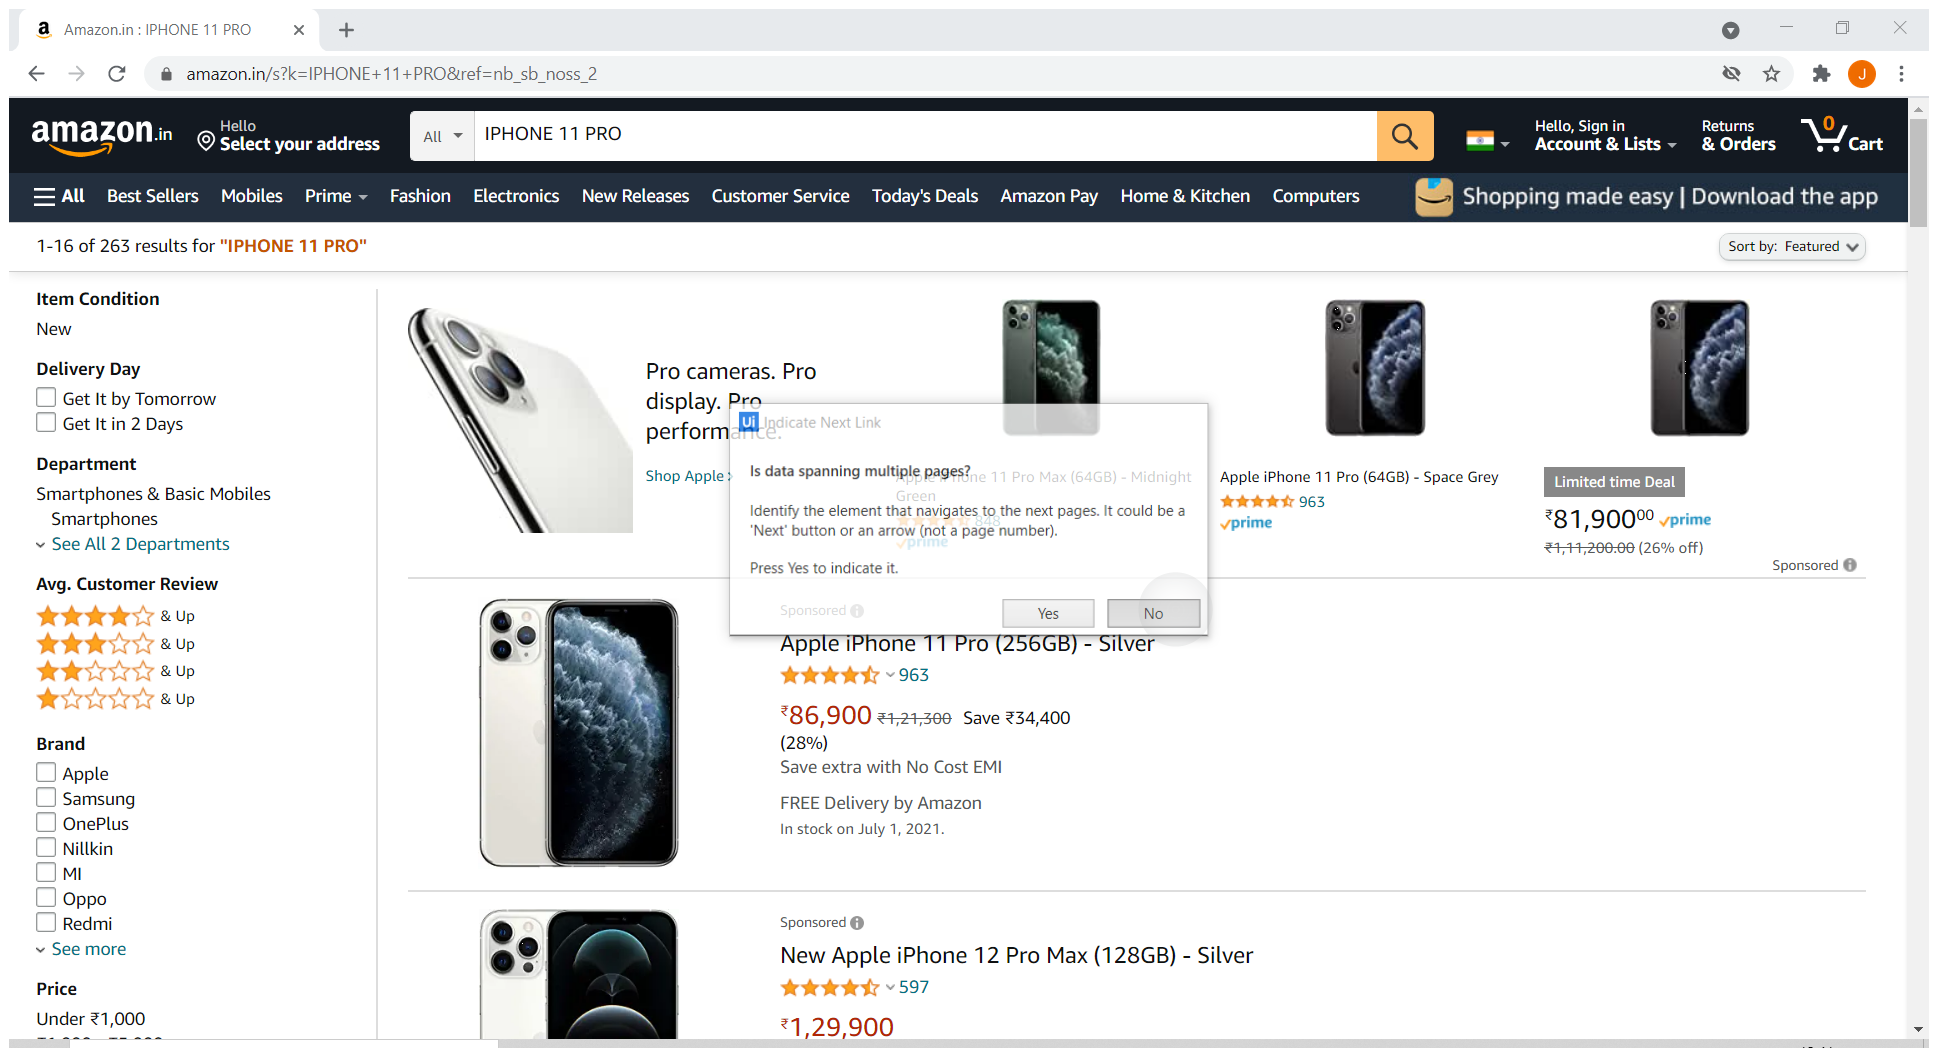 Amazon.in : IPHONE 11 PRO
amazon.in/s?k=IPHONE+11+PRO&ref=nb_sb_noss_2
J
amazon.in
Hello
Select your address
All
IPHONE 11 PRO
Hello, Sign in
Account & Lists
Returns
& Orders
0
Cart
All
Best Sellers
Mobiles
Prime
Fashion
Electronics
New Releases
Customer Service
Today's Deals
Amazon Pay
Home & Kitchen
Computers
Shopping made easy | Download the app
1-16 of 263 results for "IPHONE 11 PRO"
Sort by: Featured
Item Condition
New
Delivery Day
Get It by Tomorrow
Get It in 2 Days
Department
Smartphones & Basic Mobiles
Smartphones
See All 2 Departments
Avg. Customer Review
& Up
& Up
& Up
& Up
Brand
Apple
Samsung
OnePlus
Nillkin
MI
Oppo
Redmi
See more
Price
Under ₹1,000
Pro cameras. Pro
display. Pro
performance.
Shop Apple ›
Ui Indicate Next Link
Is data spanning multiple pages?
Identify the element that navigates to the next pages. It could be a
'Next' button or an arrow (not a page number).
Press Yes to indicate it.
Yes
No
Apple iPhone 11 Pro Max (64GB) - Midnight
Green
848
prime
Sponsored
Apple iPhone 11 Pro (64GB) - Space Grey
963
prime
Limited time Deal
₹81,90000 prime
₹1,11,200.00 (26% off)
Sponsored
Apple iPhone 11 Pro (256GB) - Silver
963
₹86,900 ₹1,21,300 Save ₹34,400
(28%)
Save extra with No Cost EMI
FREE Delivery by Amazon
In stock on July 1, 2021.
Sponsored
New Apple iPhone 12 Pro Max (128GB) - Silver
597
₹1,29,900